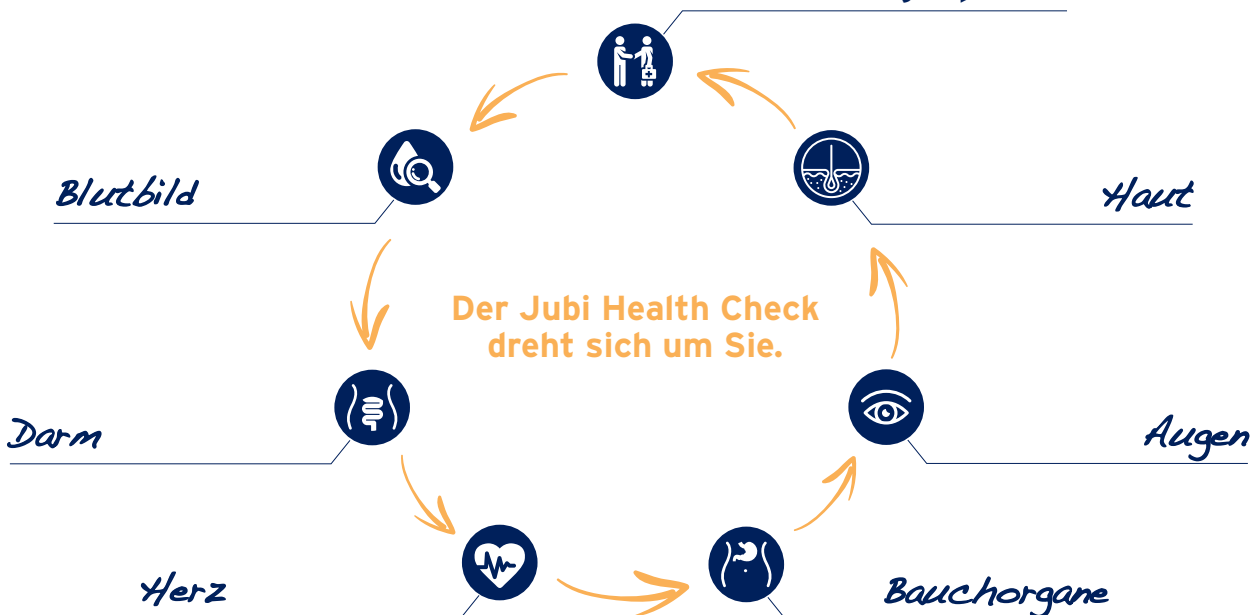 Blutbild
Haut
Der Jubi Health Check
dreht sich um Sie.
Darm
Augen
Herz
Bauchorgane